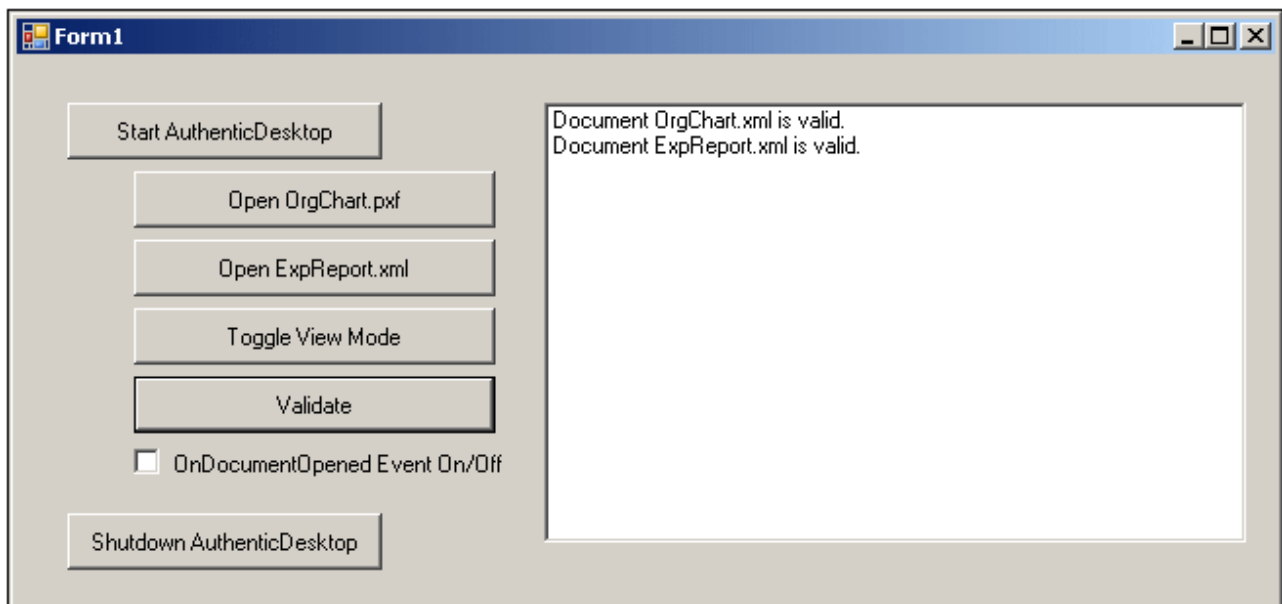 Form1
Start AuthenticDesktop
Open OrgChart.pxf
Open ExpReport.xml
Toggle View Mode
Validate
OnDocumentOpened Event On/Off
Shutdown AuthenticDesktop
Document OrgChart.xml is valid.
Document ExpReport.xml is valid.